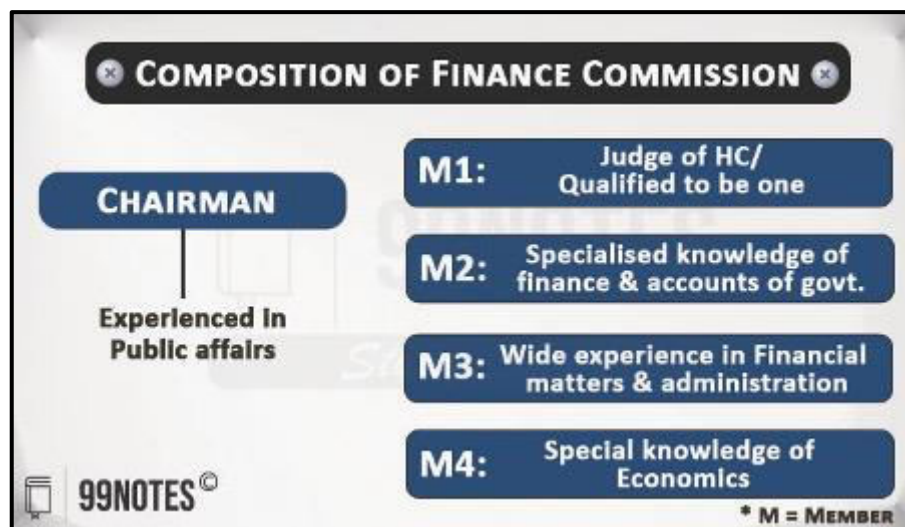 COMPOSITION OF FINANCE COMMISSION
CHAIRMAN
Experienced in
Public affairs
M1: Judge of HC/
Qualified to be one
M2: Specialised knowledge of
finance & accounts of govt.
M3: Wide experience in Financial
matters & administration
M4: Special knowledge of
Economics
99NOTES©
* M = MEMBER
99NOTES